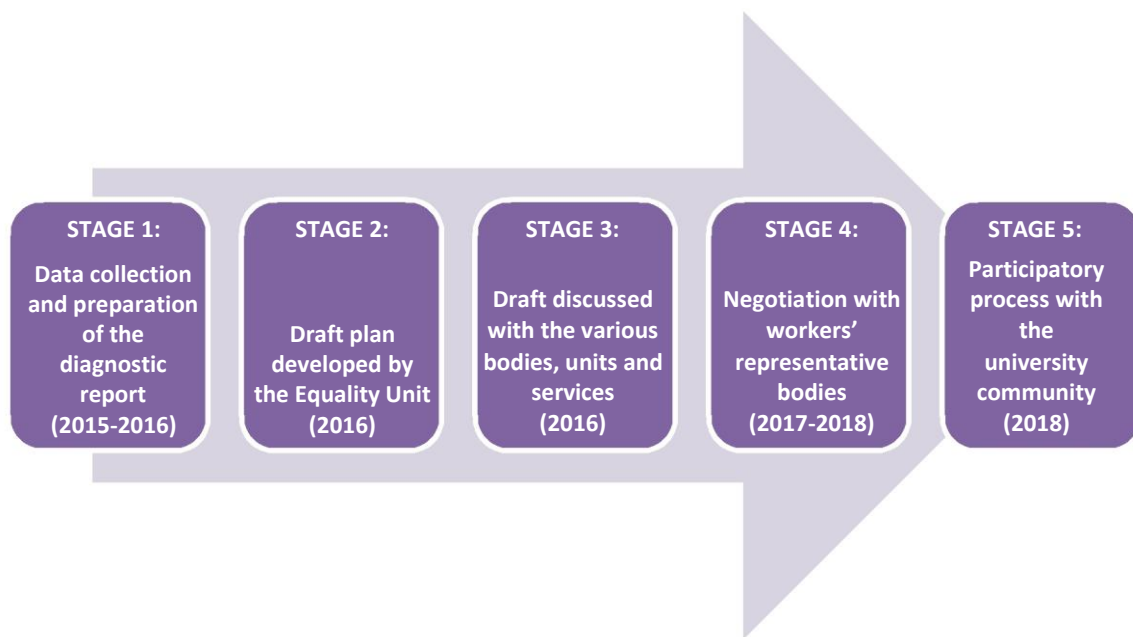 STAGE 1:
Data collection
and preparation
of the
diagnostic
report
(2015-2016)
STAGE 2:
Draft plan
developed by
the Equality Unit
(2016)
STAGE 3:
Draft discussed
with the various
bodies, units and
services
(2016)
STAGE 4:
Negotiation with
workers’
representative
bodies
(2017-2018)
STAGE 5:
Participatory
process with
the
university
community
(2018)